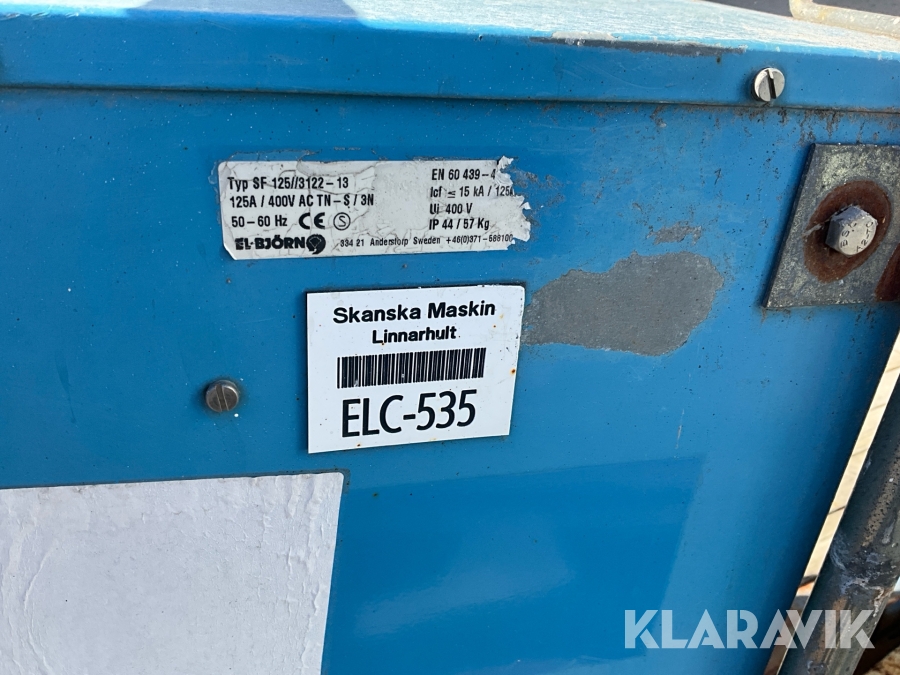 Typ SF 125//3122-13
125A / 400V AC TN-S / 3N
50-60 Hz CE S
EL-BJÖRN
EN 60 439-4
Icf ≤ 15 kA / 125A
Ui 400 V
IP 44 / 57 Kg
334 21 Anderstorp Sweden +46(0)371-588100
Skanska Maskin
Linnarhult
ELC-535
KLARAVIK